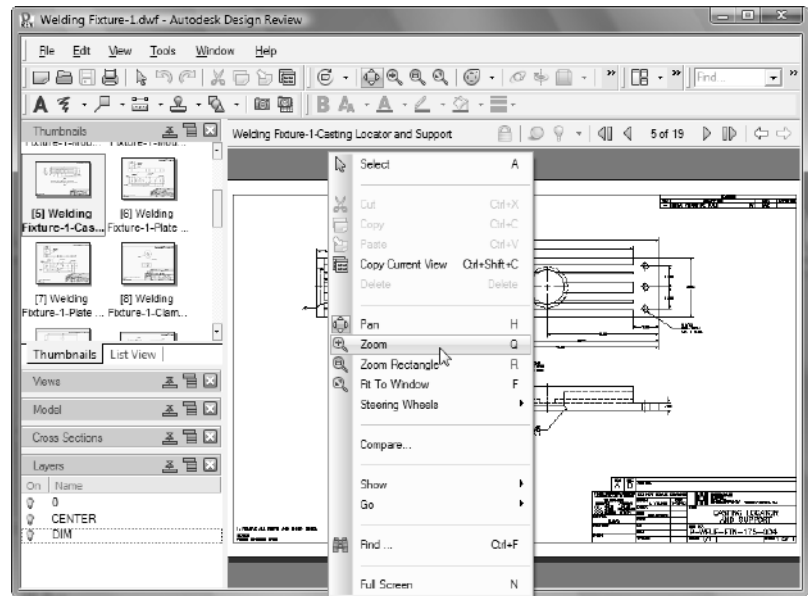 Welding Fixture-1.dwf - Autodesk Design Review
File Edit View Tools Window Help
Find ...
Thumbnails
Welding Fixture-1-Casting Locator and Support
5 of 19
[5] Welding Fixture-1-Cas...
[6] Welding Fixture-1-Plate ...
[7] Welding Fixture-1-Plate ...
[8] Welding Fixture-1-Clam...
Thumbnails List View
Views
Model
Cross Sections
Layers
On Name
0
CENTER
DIM
Select A
Cut Ctrl+X
Copy Ctrl+C
Paste Ctrl+V
Copy Current View Ctrl+Shift+C
Delete Delete
Pan H
Zoom Q
Zoom Rectangle R
Fit To Window F
Steering Wheels
Compare...
Show
Go
Find ... Ctrl+F
Full Screen N
CASTING LOCATOR
AND SUPPORT